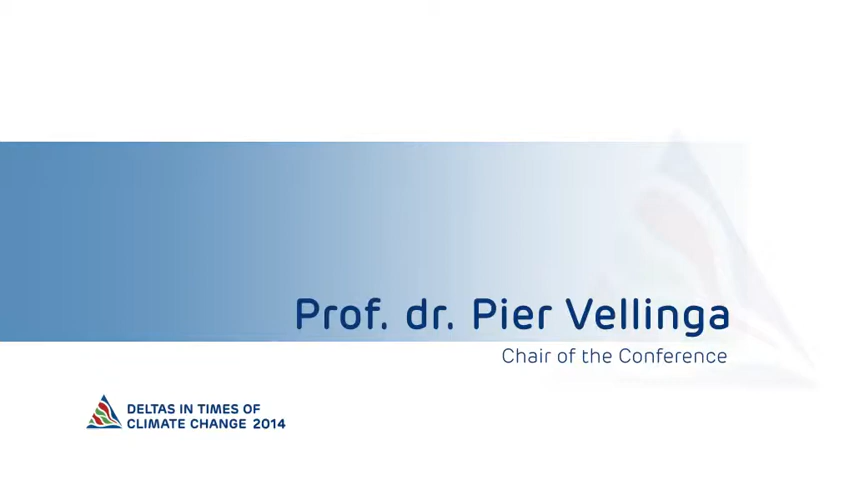 Prof. dr. Pier Vellinga
Chair of the Conference
DELTAS IN TIMES OF
CLIMATE CHANGE 2014